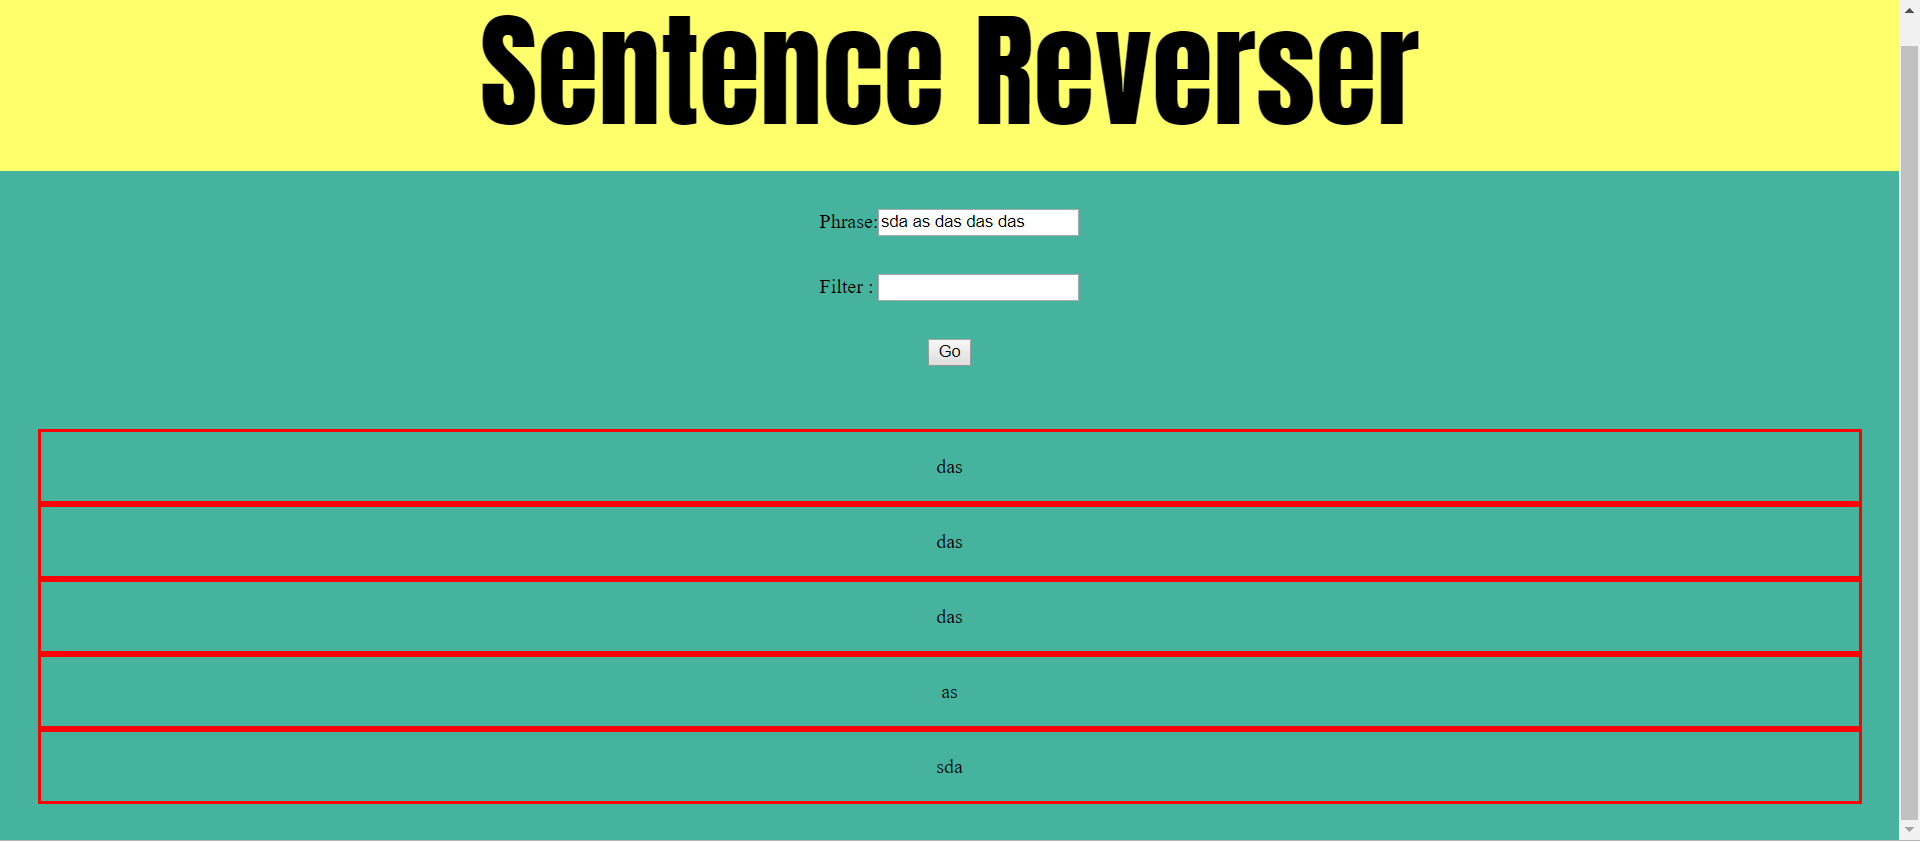 Sentence Reverser
Phrase: sda as das das das
Filter :
Go
das
das
das
as
sda